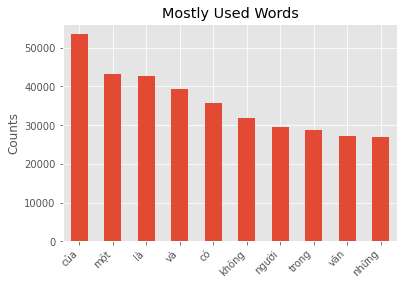 Mostly Used Words
Counts
50000
40000
30000
20000
10000
0
của
một
là
và
có
không
người
trong
văn
những